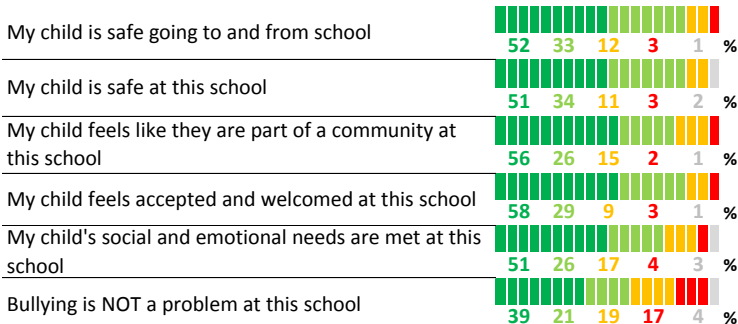 My child is safe going to and from school
52 33 12 3 1 %
My child is safe at this school
51 34 11 3 2 %
My child feels like they are part of a community at
this school
56 26 15 2 1 %
My child feels accepted and welcomed at this school
58 29 9 3 1 %
My child's social and emotional needs are met at this
school
51 26 17 4 3 %
Bullying is NOT a problem at this school
39 21 19 17 4 %